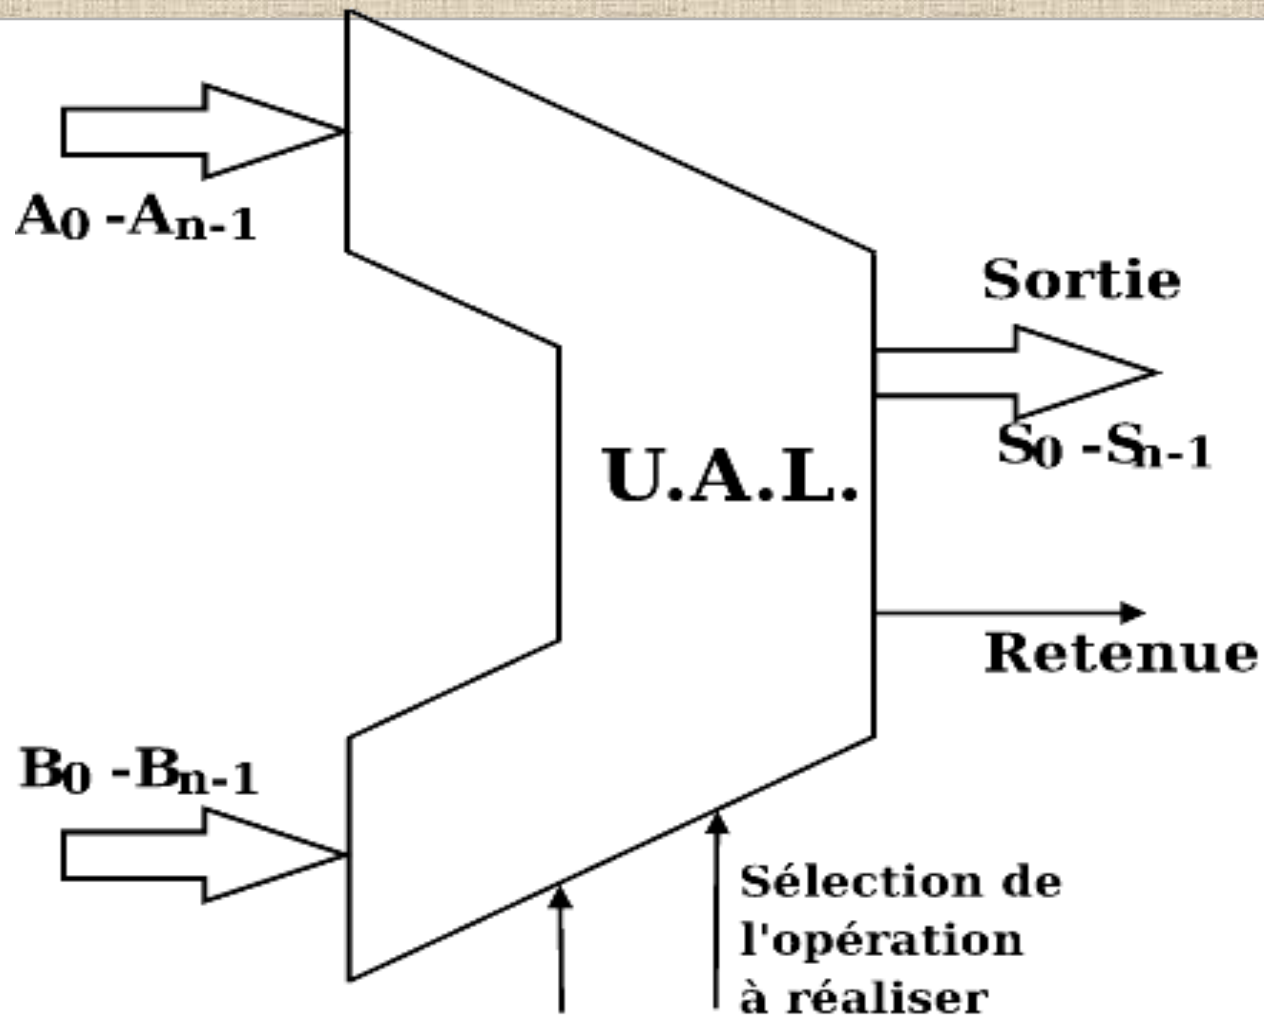 A0 -An-1
Sortie
S0 -Sn-1
U.A.L.
Retenue
B0 -Bn-1
Sélection de
l'opération
à réaliser